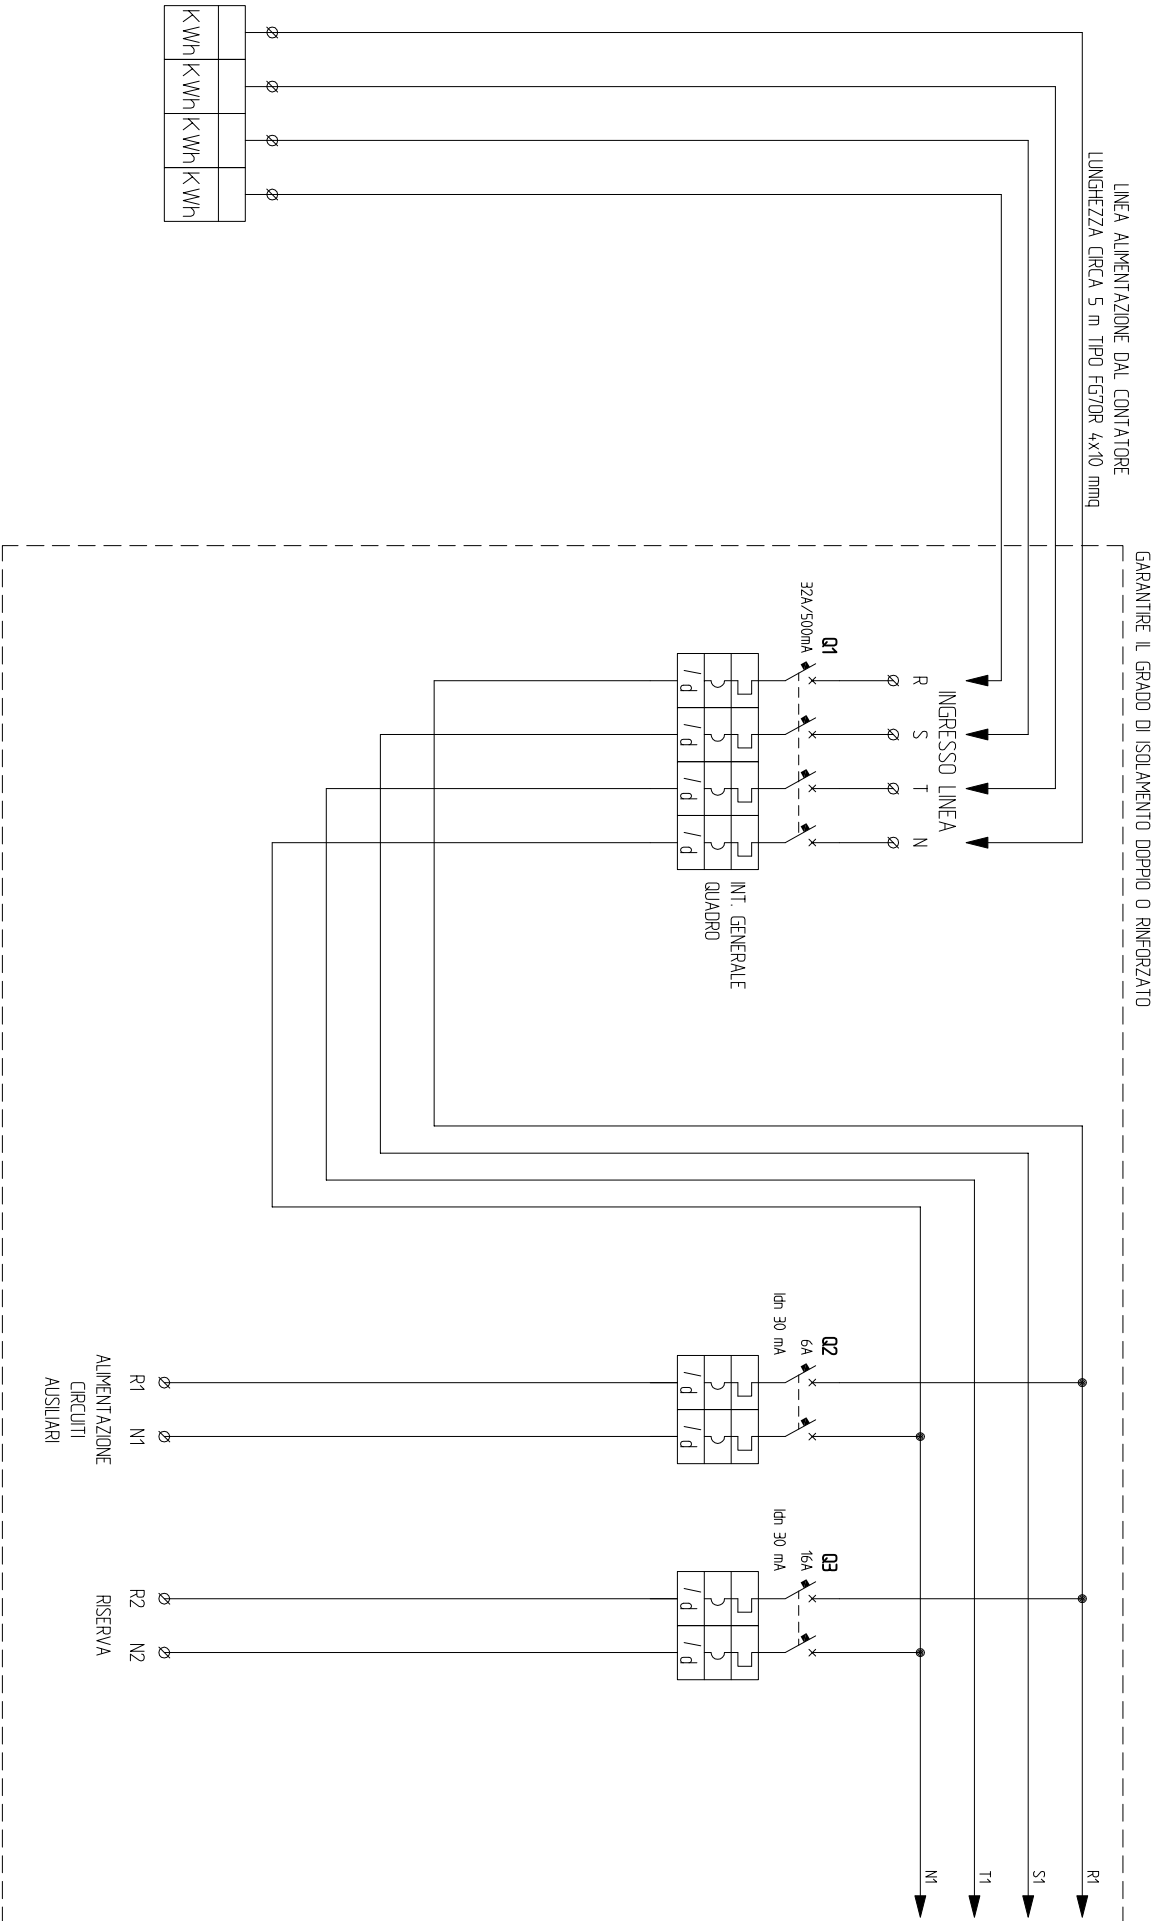 LINEA ALIMENTAZIONE DAL CONTATORE
LUNGHEZZA CIRCA 5 m TIPO FG7OR 4x10 mmq
KWh
KWh
KWh
KWh
GARANTIRE IL GRADO DI ISOLAMENTO DOPPIO O RINFORZATO
INGRESSO LINEA
R
S
T
N
Q1
32A/500mA
/d
/d
/d
/d
INT. GENERALE
QUADRO
Q2
6A
Idn 30 mA
/d
/d
R1
N1
ALIMENTAZIONE
CIRCUITI
AUSILIARI
Q3
16A
Idn 30 mA
/d
/d
R2
N2
RISERVA
R1
S1
T1
N1